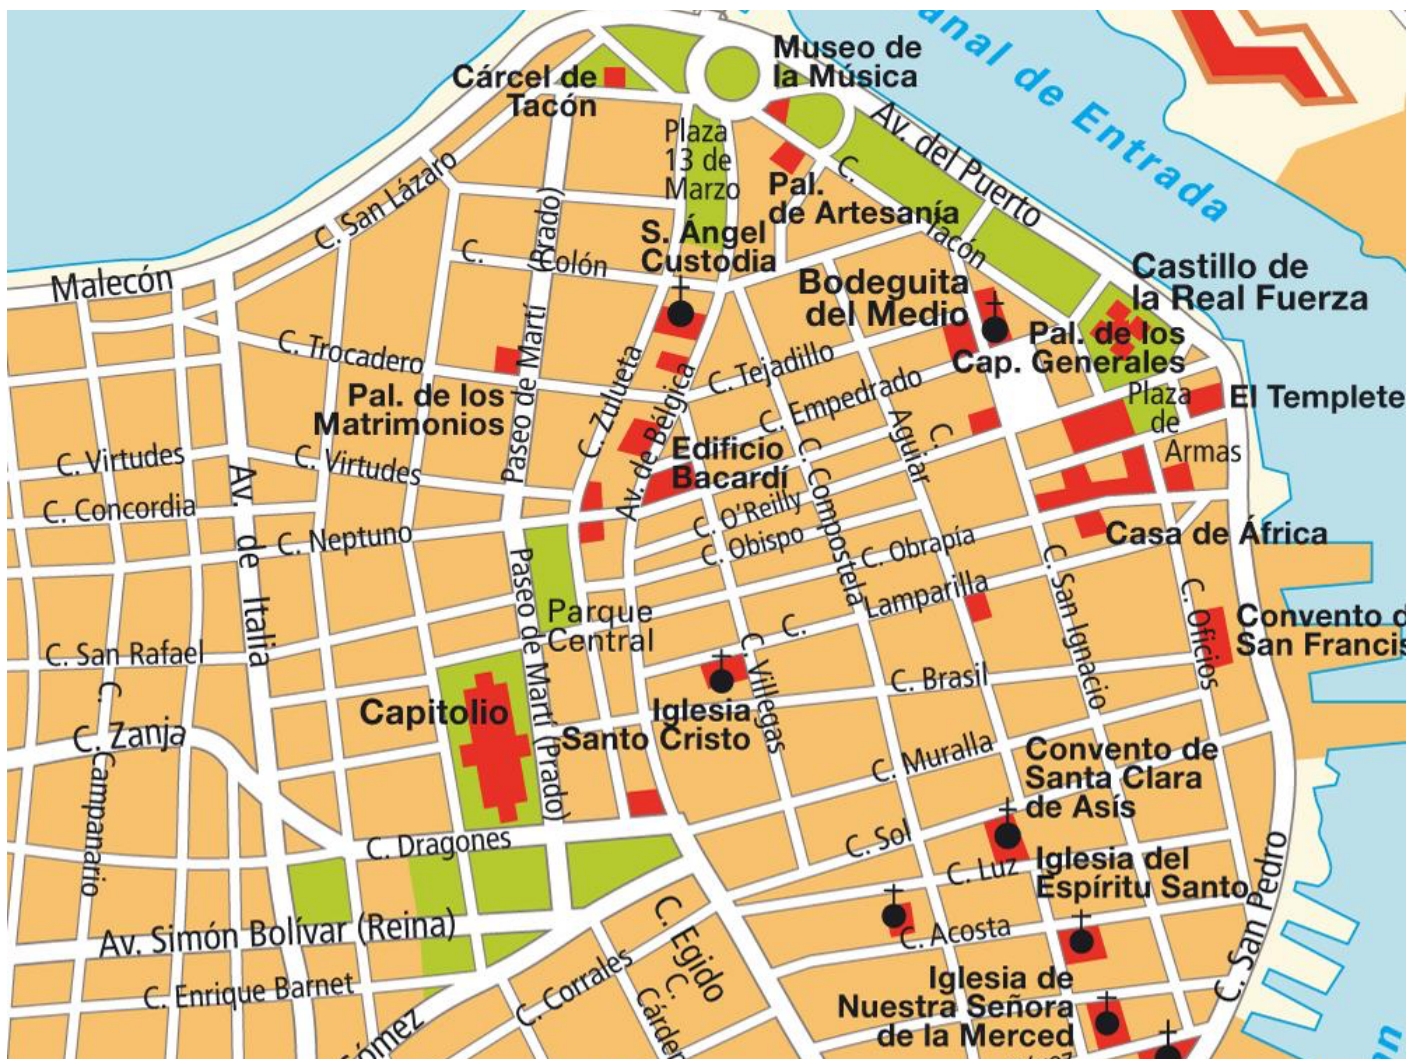 Canal de Entrada
Museo de
la Música
Cárcel de
Tacón
Av. del Puerto
Plaza
13 de
Marzo
C. San Lázaro
Pal.
de Artesanía
C. Tacón
S. Ángel
Custodia
C. Colón
Malecón
Bodeguita
del Medio
Castillo de
la Real Fuerza
Pal. de los
Cap. Generales
C. Trocadero
Paseo de Martí (Prado)
C. Zulueta
Av. de Bélgica
C. Tejadillo
C. Empedrado
Pal. de los
Matrimonios
Plaza
de
Armas
El Templete
C. Virtudes
C. Virtudes
Edificio
Bacardí
C. Compostela
Aguiar
C.
C. Concordia
Av. de Italia
C. Neptuno
C. O'Reilly
C. Obispo
C. Obrapía
Casa de África
C. Lamparilla
C. San Ignacio
C. Oficios
Parque
Central
Paseo de Martí (Prado)
Convento d
San Francis
C. San Rafael
C. Villegas
C. Brasil
C. Campanario
Capitolio
Iglesia
Santo Cristo
C. Zanja
C. Muralla
Convento de
Santa Clara
de Asís
C. Dragones
C. Sol
C. Luz
Iglesia del
Espíritu Santo
C. San Pedro
Av. Simón Bolívar (Reina)
C. Egido
C. Acosta
C. Enrique Barnet
C. Corrales
C. Cárden
Iglesia de
Nuestra Señora
de la Merced
ómez